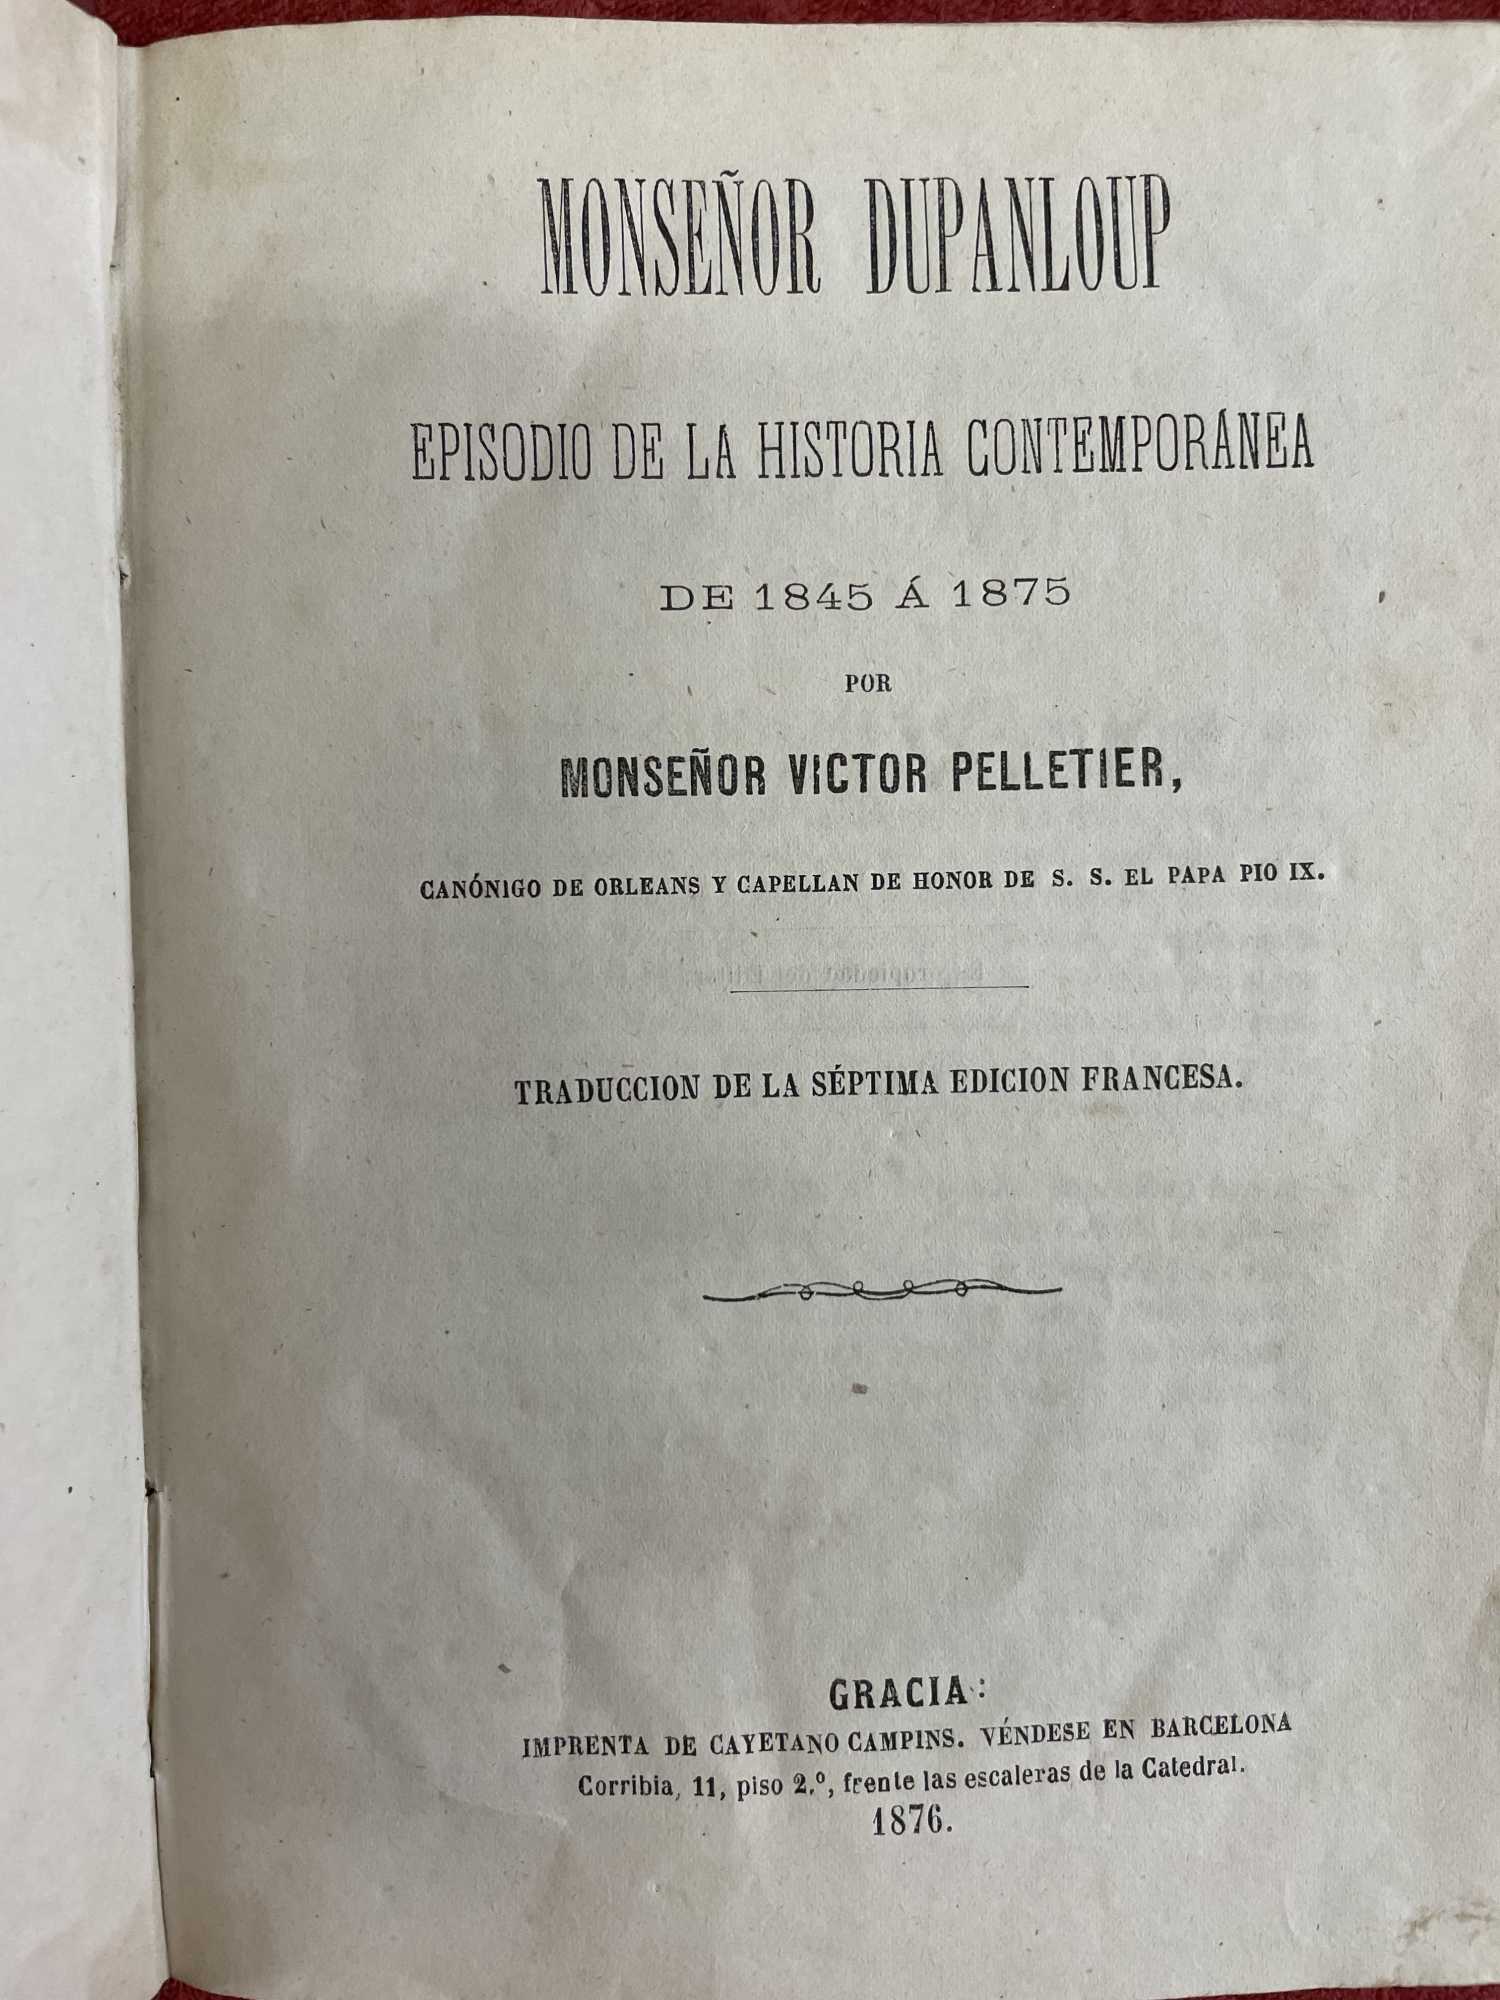 MONSEÑOR DUPANLOUP
EPISODIO DE LA HISTORIA CONTEMPORÁNEA
DE 1845 Á 1875
POR
MONSEÑOR VICTOR PELLETIER,
CANÓNIGO DE ORLEANS Y CAPELLAN DE HONOR DE S. S. EL PAPA PIO IX.
TRADUCCION DE LA SÉPTIMA EDICION FRANCESA.
GRACIA:
IMPRENTA DE CAYETANO CAMPINS. VÉNDESE EN BARCELONA
Corribia, 11, piso 2.º, frente las escaleras de la Catedral.
1876.